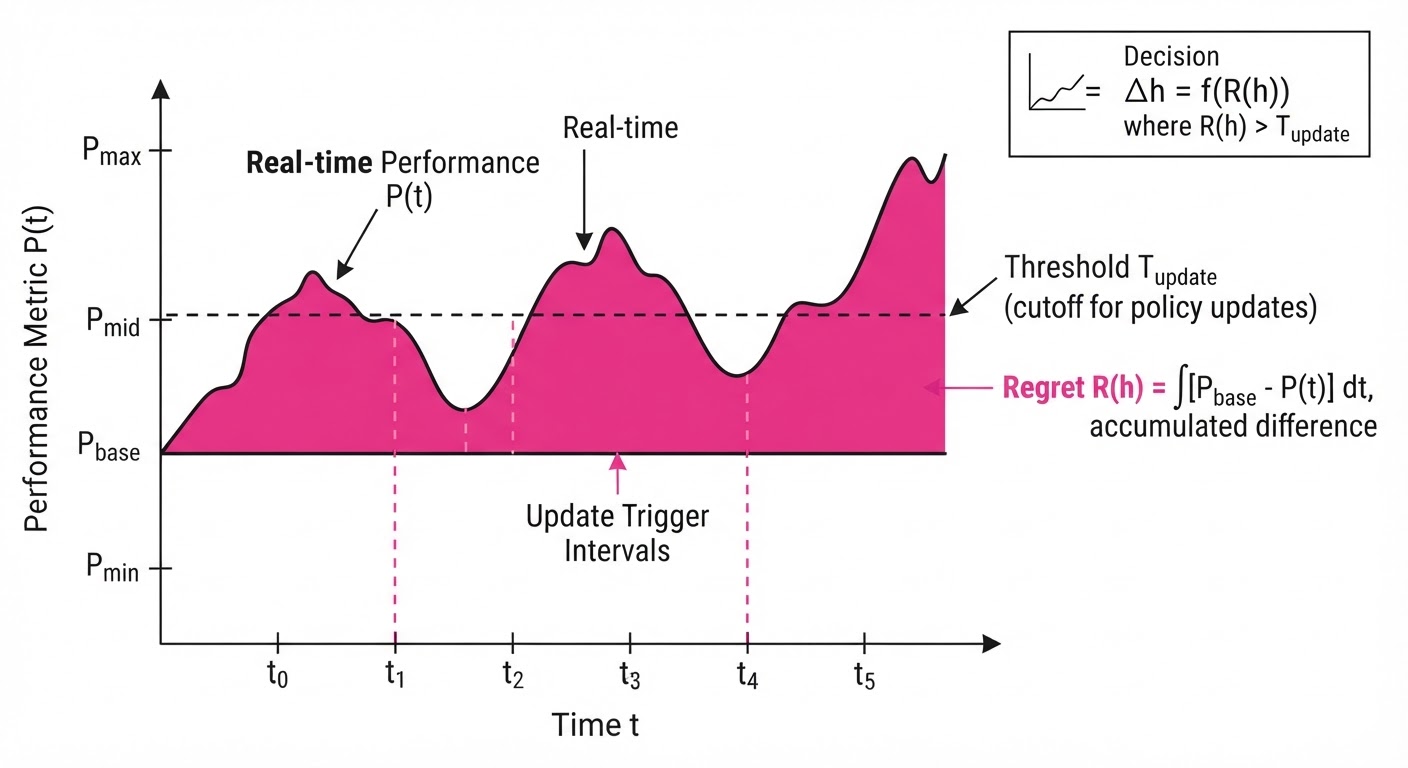 Decision
= Δh = f(R(h))
where R(h) > T_update
Real-time
Real-time Performance
P(t)
Performance Metric P(t)
P_max
P_mid
P_base
P_min
Threshold T_update
(cutoff for policy updates)
Regret R(h) = ∫[P_base - P(t)] dt,
accumulated difference
Update Trigger
Intervals
t_0 t_1 t_2 t_3 t_4 t_5
Time t